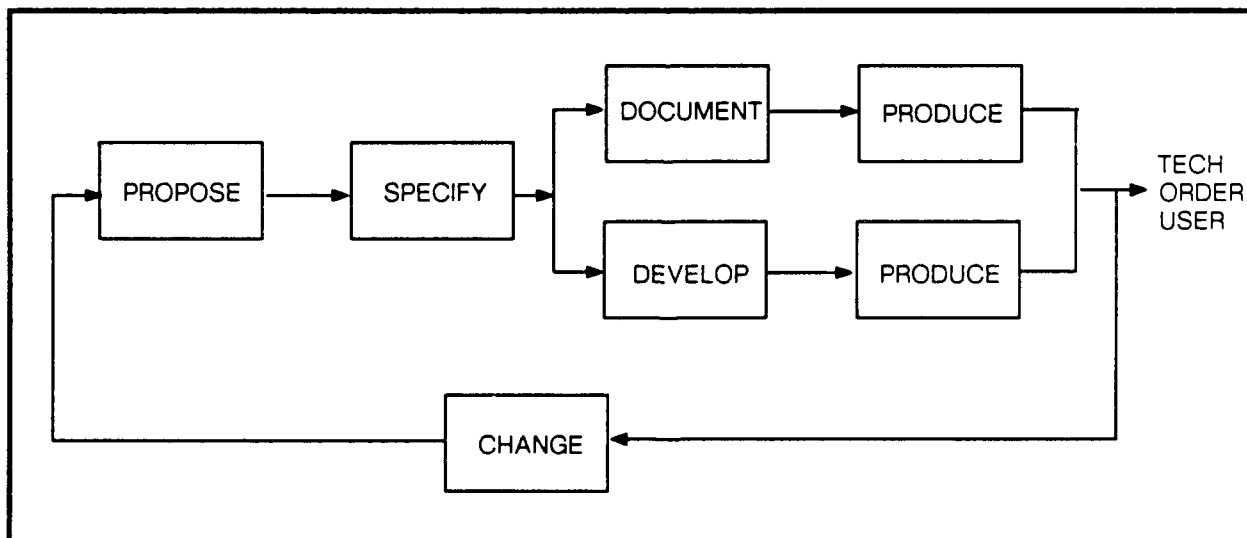 DOCUMENT
PRODUCE
PROPOSE
SPECIFY
TECH
ORDER
USER
DEVELOP
PRODUCE
CHANGE